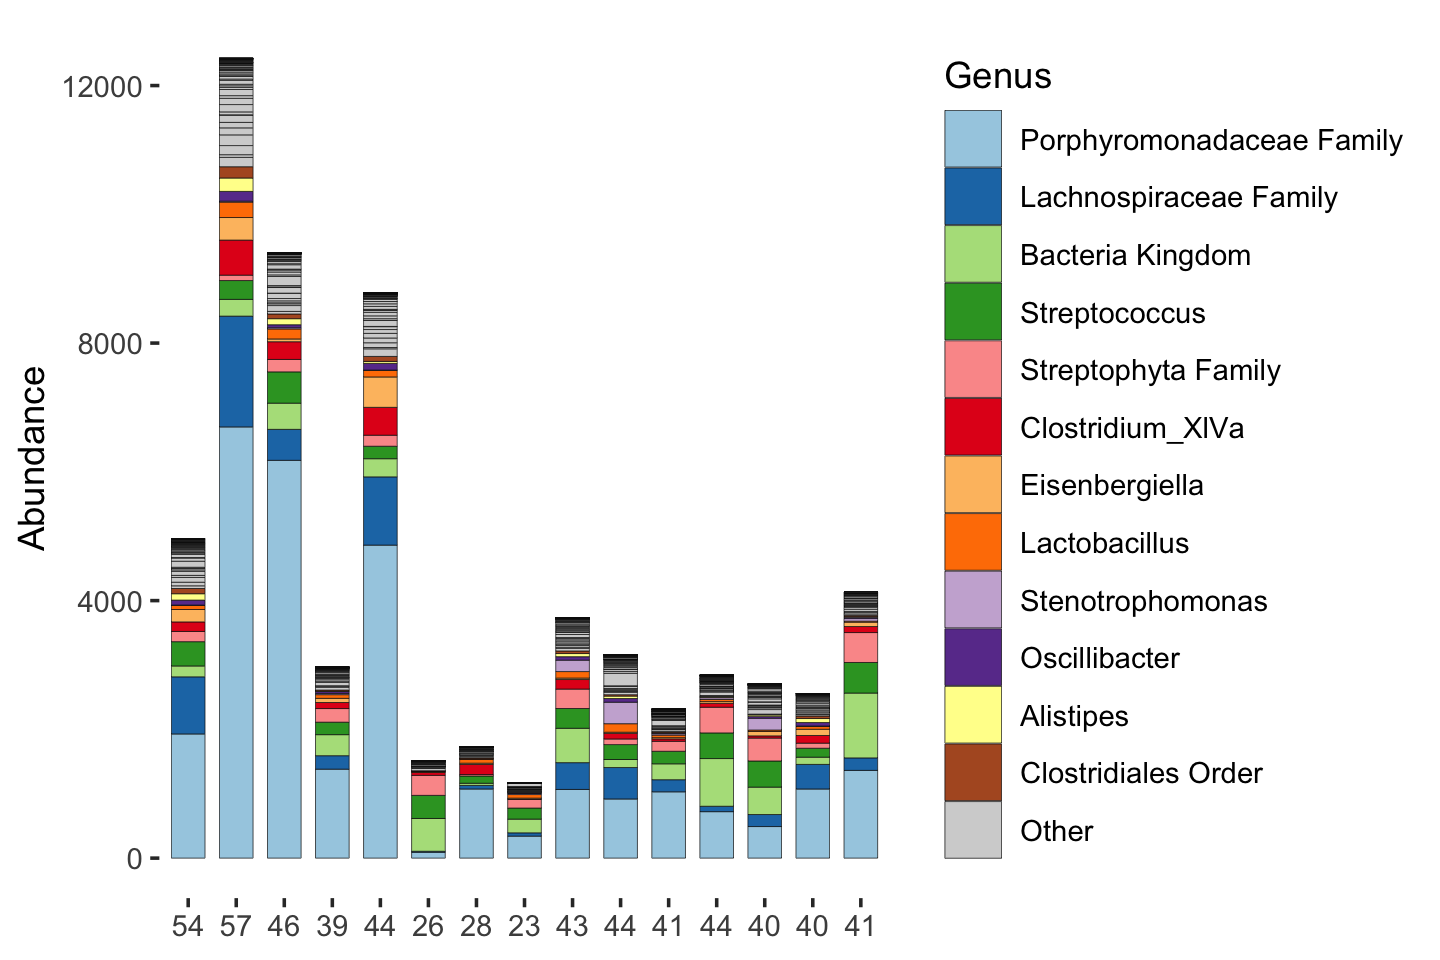 Abundance
12000
8000
4000
0
54 57 46 39 44 26 28 23 43 44 41 44 40 40 41
Genus
Porphyromonadaceae Family
Lachnospiraceae Family
Bacteria Kingdom
Streptococcus
Streptophyta Family
Clostridium_XlVa
Eisenbergiella
Lactobacillus
Stenotrophomonas
Oscillibacter
Alistipes
Clostridiales Order
Other